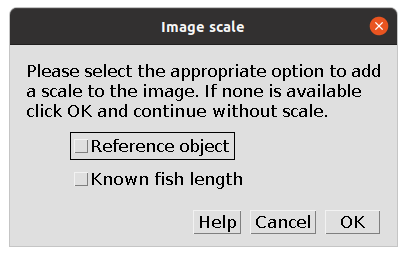 Image scale
Please select the appropriate option to add
a scale to the image. If none is available
click OK and continue without scale.
Reference object
Known fish length
Help Cancel OK